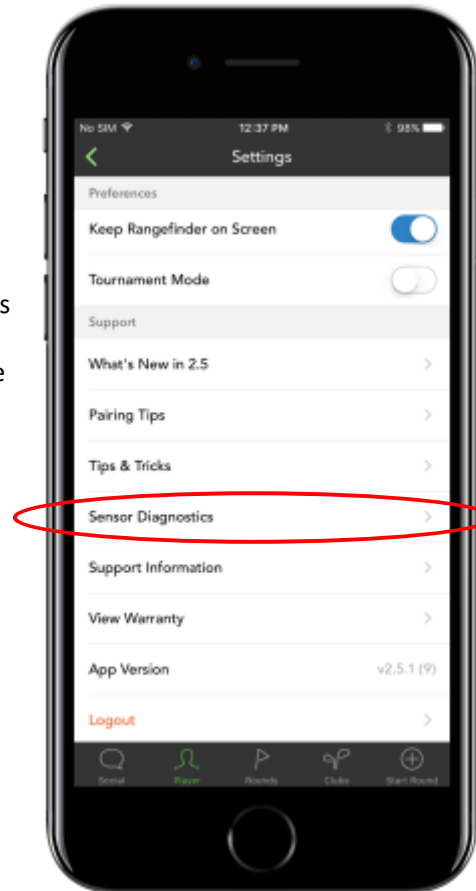 No SIM 12:37 PM 98%
Settings
Preferences
Keep Rangefinder on Screen
Tournament Mode
s
Support
What's New in 2.5
e
Pairing Tips
Tips & Tricks
Sensor Diagnostics
Support Information
View Warranty
App Version v2.5.1 (9)
Logout
Social Player Rounds Clubs Start Round